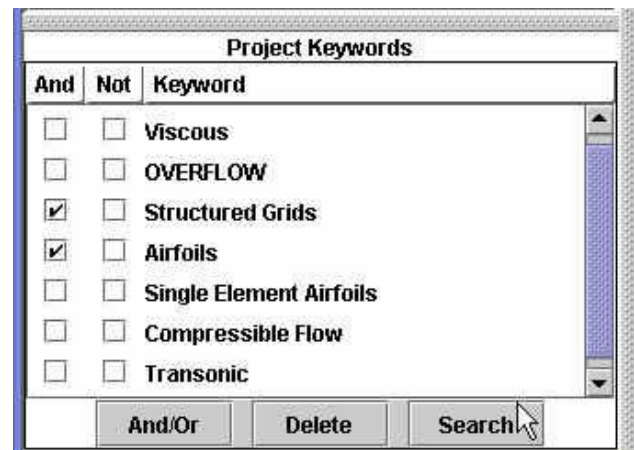 Project Keywords
And Not Keyword
Viscous
OVERFLOW
Structured Grids
Airfoils
Single Element Airfoils
Compressible Flow
Transonic
And/Or Delete Search